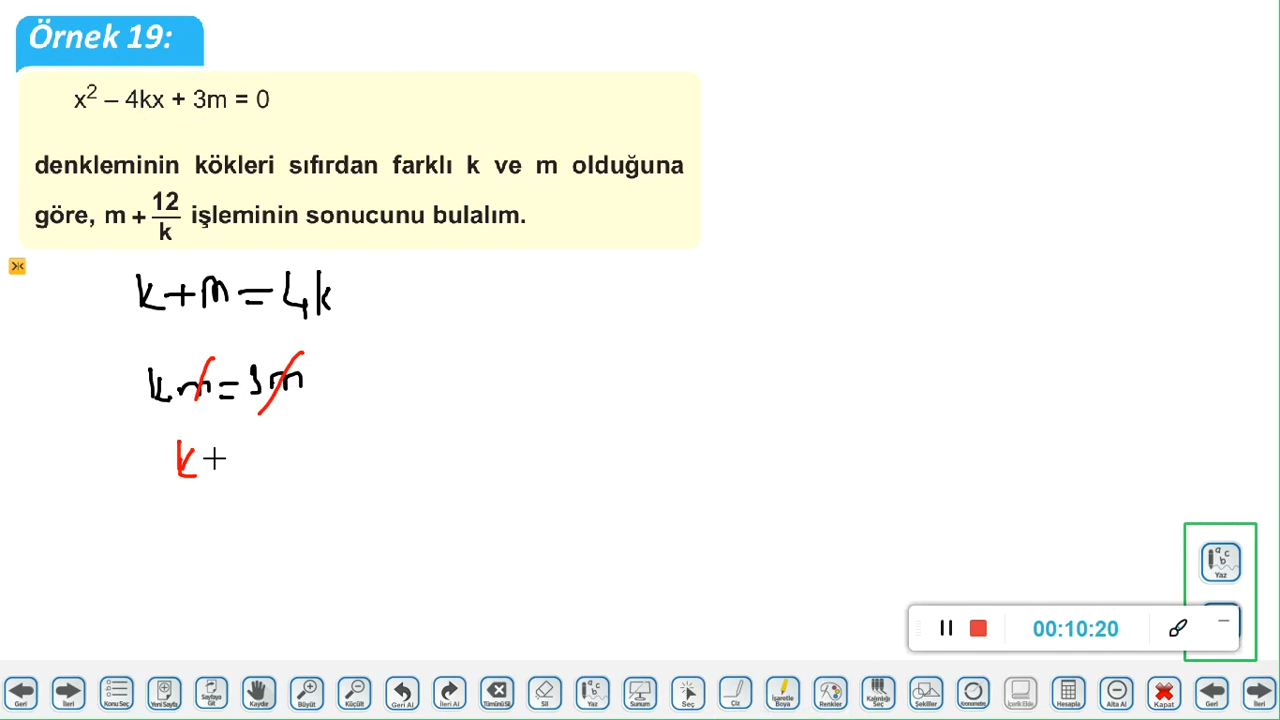 Örnek 19:
x² – 4kx + 3m = 0
denkleminin kökleri sıfırdan farklı k ve m olduğuna
göre, m + 12/k işleminin sonucunu bulalım.
k+m=4k
km=3m
k
a b c
Yaz
00:10:20
Geri İleri Konu Seç Yeni Sayfa Sayfaya Git Kaydır Büyüt Küçült Geri Al İleri Al Tümünü Sil Sil Yaz Sunum Seç Çiz İşaretle Boya Renkler Kalınlığı Seç Şekiller Kronometre İçerik Ekle Hesapla Alta Al Kapat Geri İleri